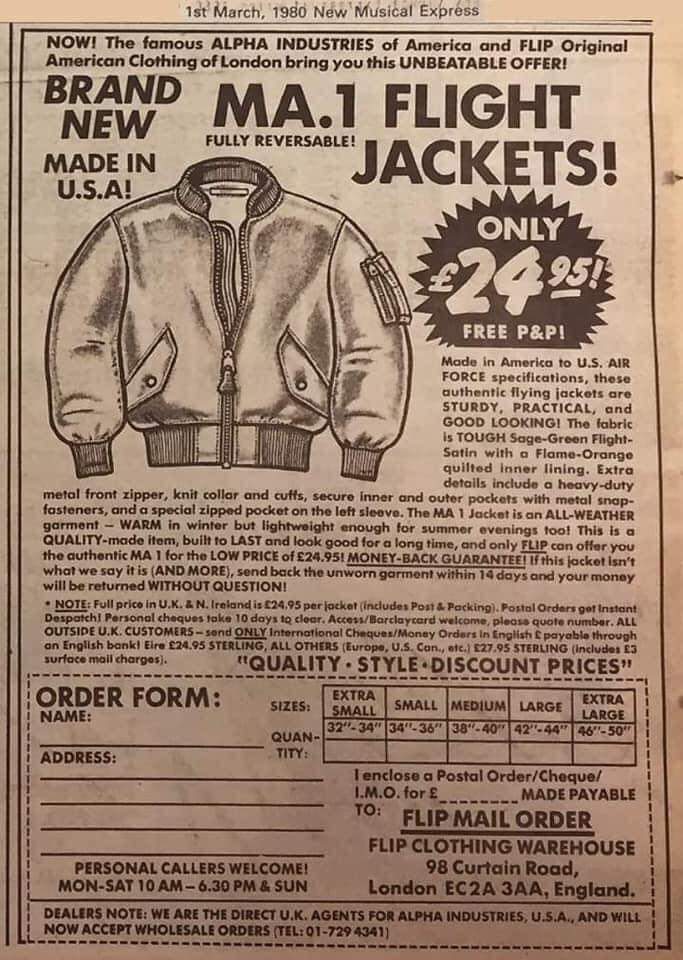 1st March, 1980 New Musical Express
NOW! The famous ALPHA INDUSTRIES of America and FLIP Original
American Clothing of London bring you this UNBEATABLE OFFER!
BRAND
NEW
MADE IN
U.S.A!
MA.1 FLIGHT
FULLY REVERSABLE!
JACKETS!
ONLY
£24.95!
FREE P&P!
Made in America to U.S. AIR
FORCE specifications, these
authentic flying jackets are
STURDY, PRACTICAL, and
GOOD LOOKING! The fabric
is TOUGH Sage-Green Flight-
Satin with a Flame-Orange
quilted inner lining. Extra
details include a heavy-duty
metal front zipper, knit collar and cuffs, secure inner and outer pockets with metal snap-
fasteners, and a special zipped pocket on the left sleeve. The MA 1 Jacket is an ALL-WEATHER
garment – WARM in winter but lightweight enough for summer evenings too! This is a
QUALITY-made item, built to LAST and look good for a long time, and only FLIP can offer you
the authentic MA 1 for the LOW PRICE of £24.95! MONEY-BACK GUARANTEE! If this jacket isn't
what we say it is (AND MORE), send back the unworn garment within 14 days and your money
will be returned WITHOUT QUESTION!
* NOTE: Full price in U.K. & N. Ireland is £24.95 per jacket (includes Post & Packing). Postal Orders get Instant
Despatch! Personal cheques take 10 days to clear. Access/Barclaycard welcome, please quote number. ALL
OUTSIDE U.K. CUSTOMERS – send ONLY International Cheques/Money Orders in English £ payable through
an English bank! Eire £24.95 STERLING, ALL OTHERS (Europe, U.S. Can., etc.) £27.95 STERLING (includes £3
surface mail charges).
"QUALITY · STYLE · DISCOUNT PRICES"
ORDER FORM:
NAME:
ADDRESS:
SIZES:
EXTRA SMALL SMALL MEDIUM LARGE EXTRA LARGE
32"-34" 34"-36" 38"-40" 42"-44" 46"-50"
QUAN-
TITY:
I enclose a Postal Order/Cheque/
I.M.O. for £_______ MADE PAYABLE
TO: FLIP MAIL ORDER
FLIP CLOTHING WAREHOUSE
98 Curtain Road,
London EC2A 3AA, England.
PERSONAL CALLERS WELCOME!
MON-SAT 10 AM – 6.30 PM & SUN
DEALERS NOTE: WE ARE THE DIRECT U.K. AGENTS FOR ALPHA INDUSTRIES, U.S.A., AND WILL
NOW ACCEPT WHOLESALE ORDERS (TEL: 01-729 4341)